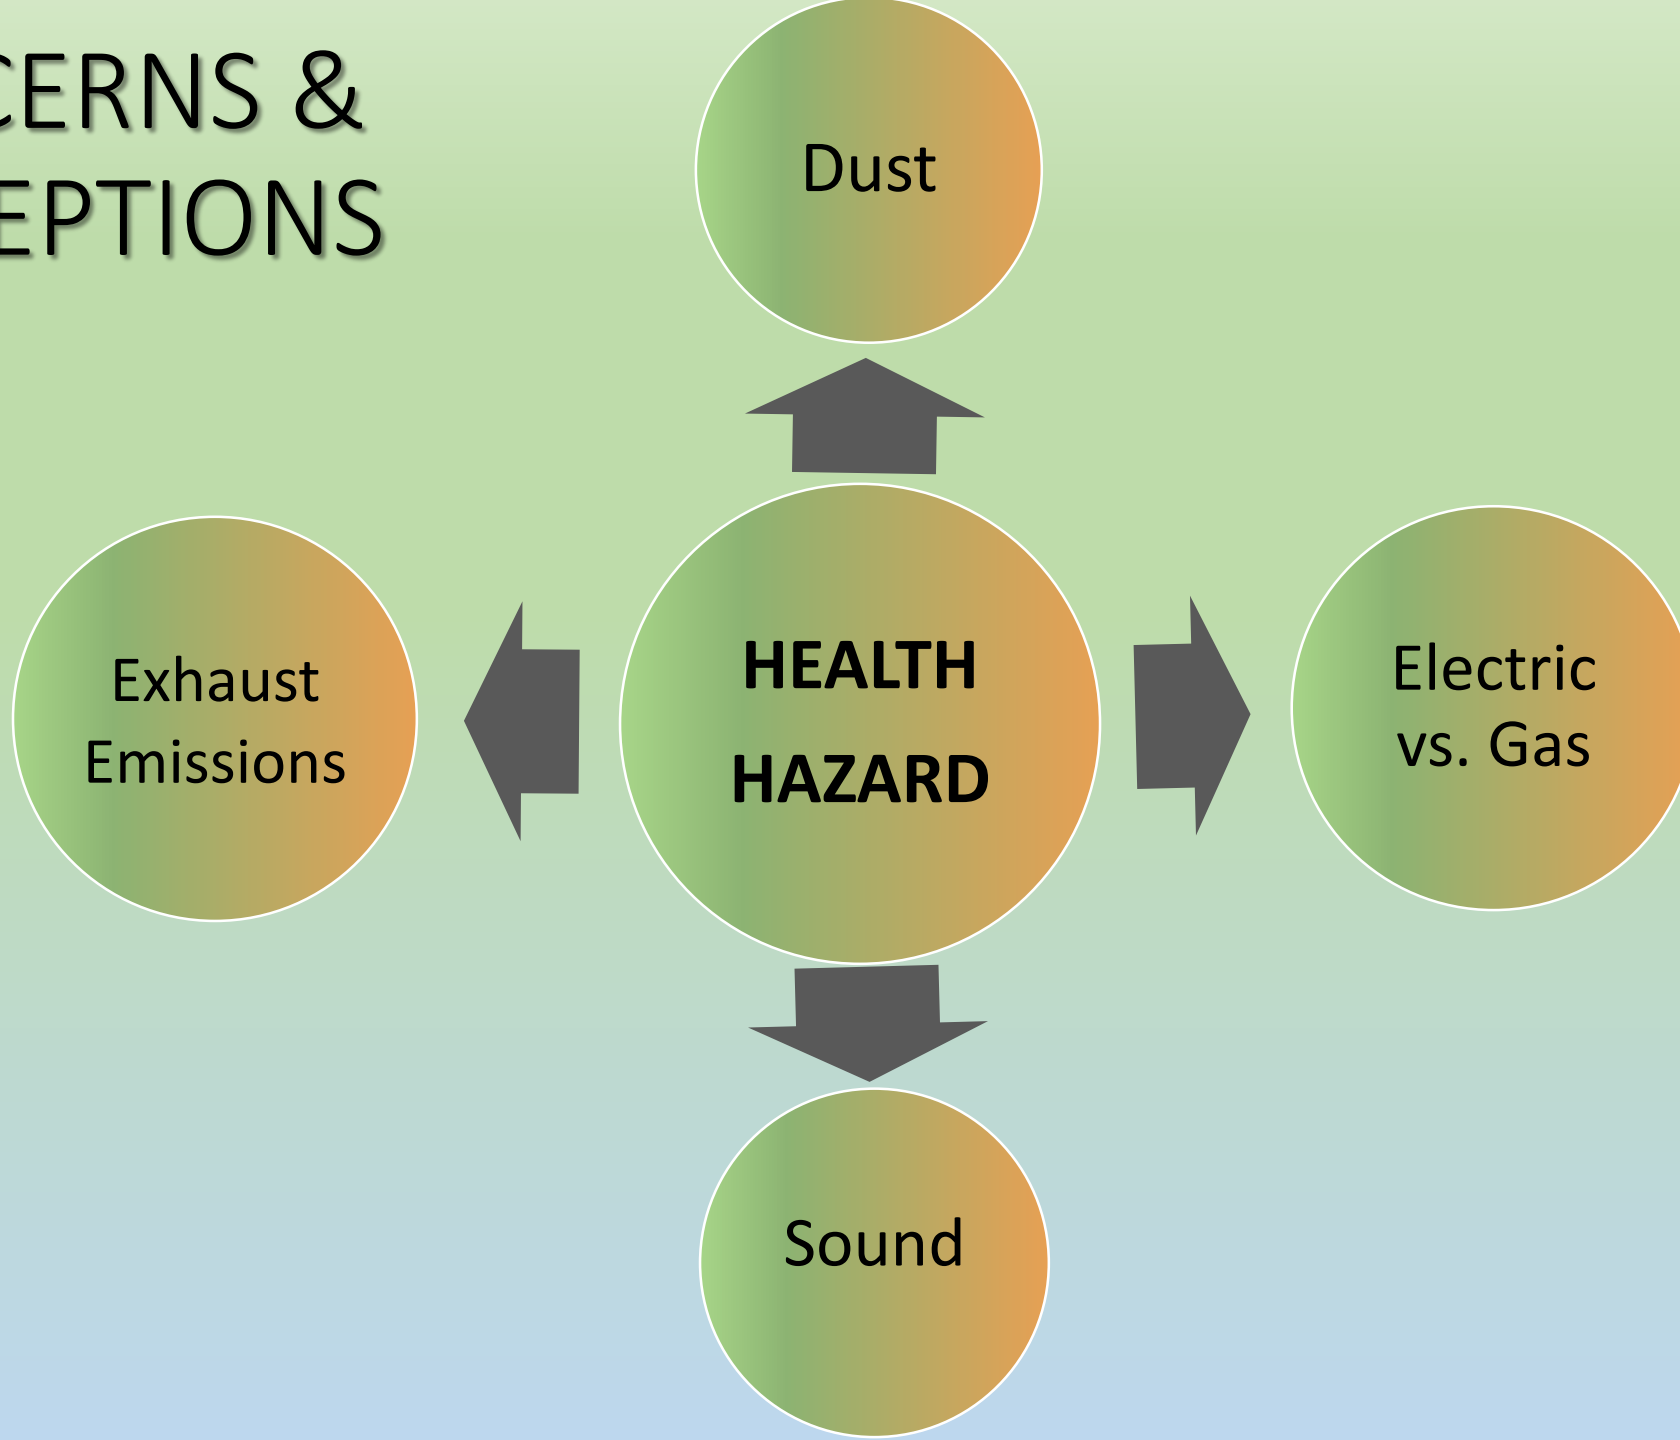 CERNS &
EPTIONS
Dust
Exhaust
Emissions
HEALTH
HAZARD
Electric
vs. Gas
Sound